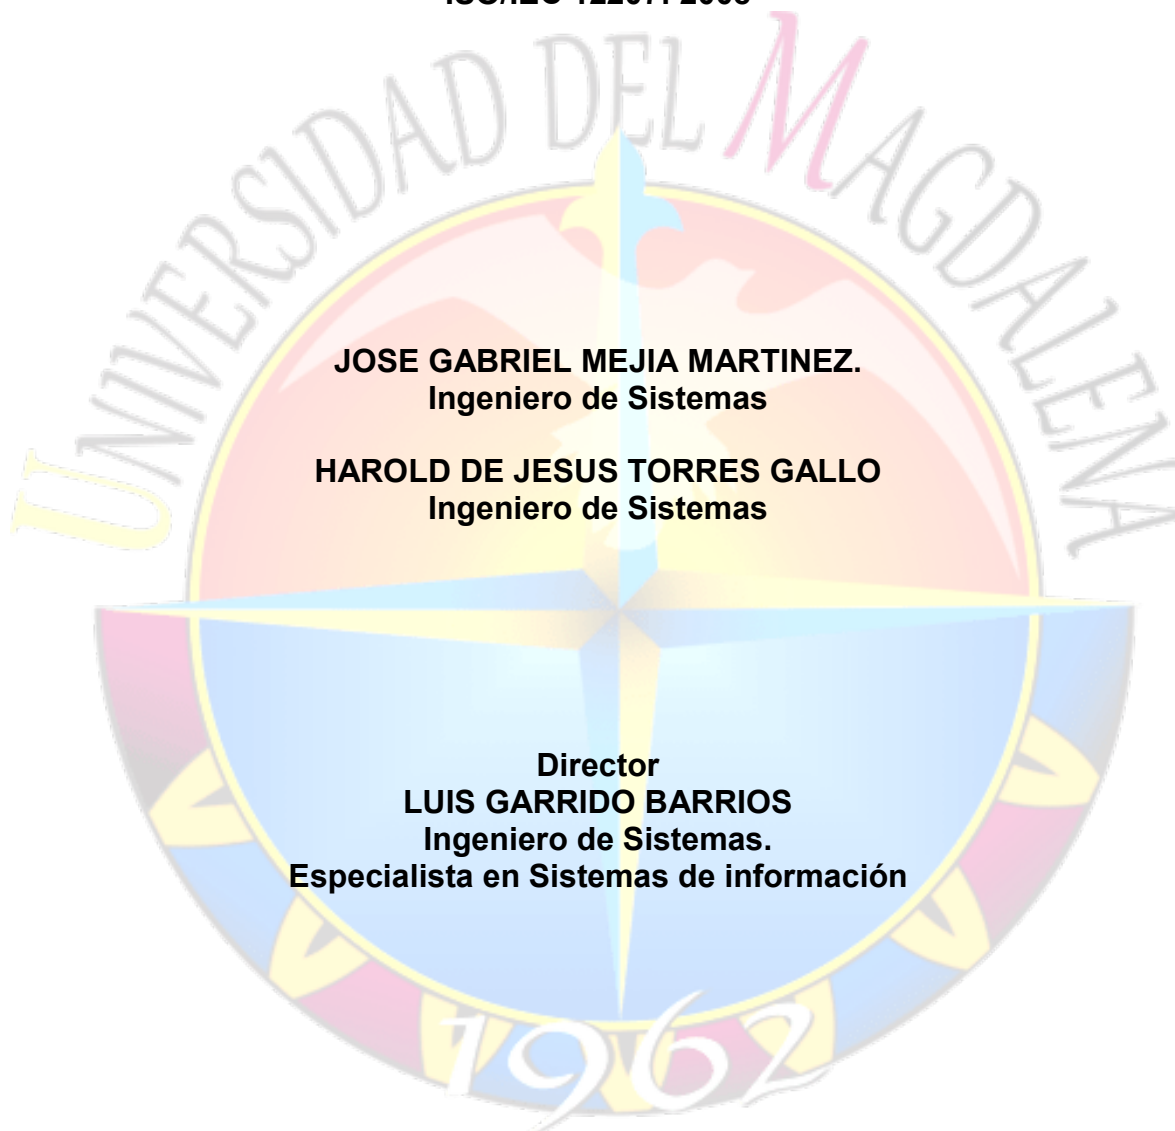 UNIVERSIDAD DEL MAGDALENA
JOSE GABRIEL MEJIA MARTINEZ.
Ingeniero de Sistemas
HAROLD DE JESUS TORRES GALLO
Ingeniero de Sistemas
Director
LUIS GARRIDO BARRIOS
Ingeniero de Sistemas.
Especialista en Sistemas de información
1962